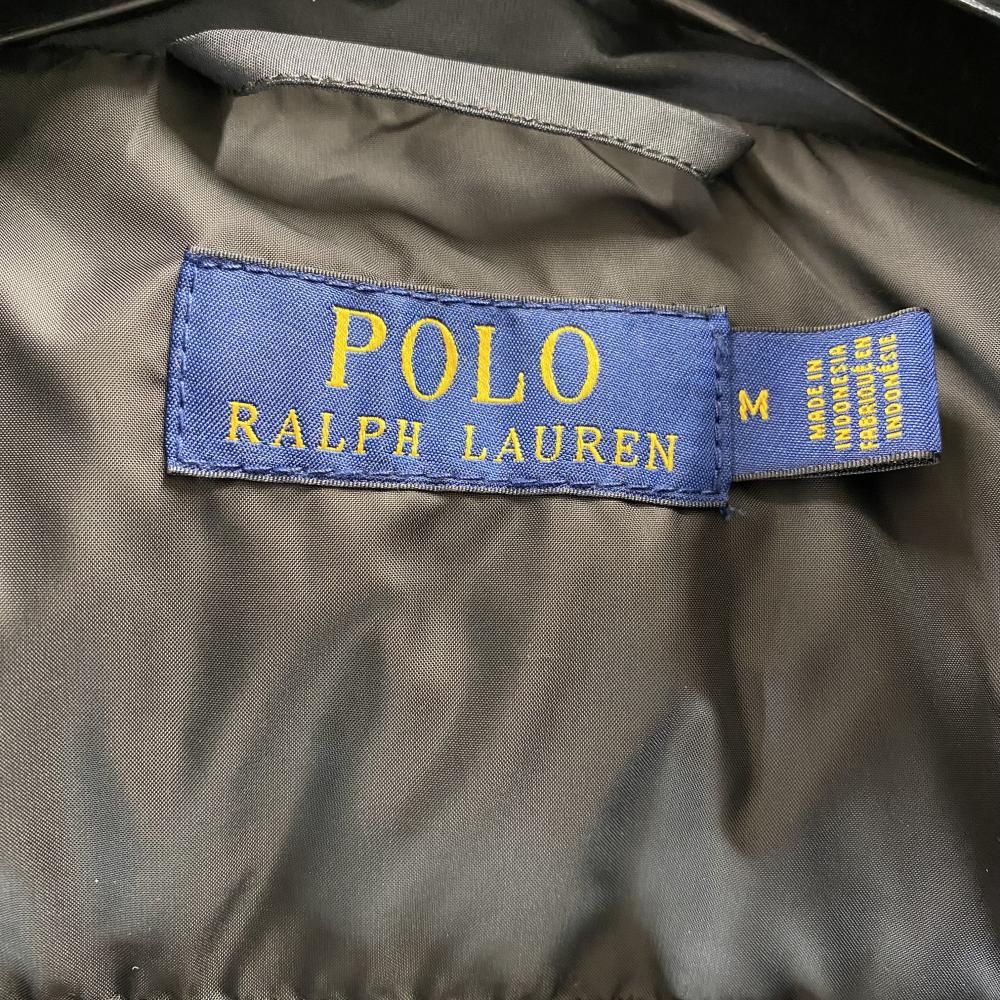 POLO
RALPH LAUREN
M
MADE IN
INDONESIA
FABRIQUÉ EN
INDONÉSIE